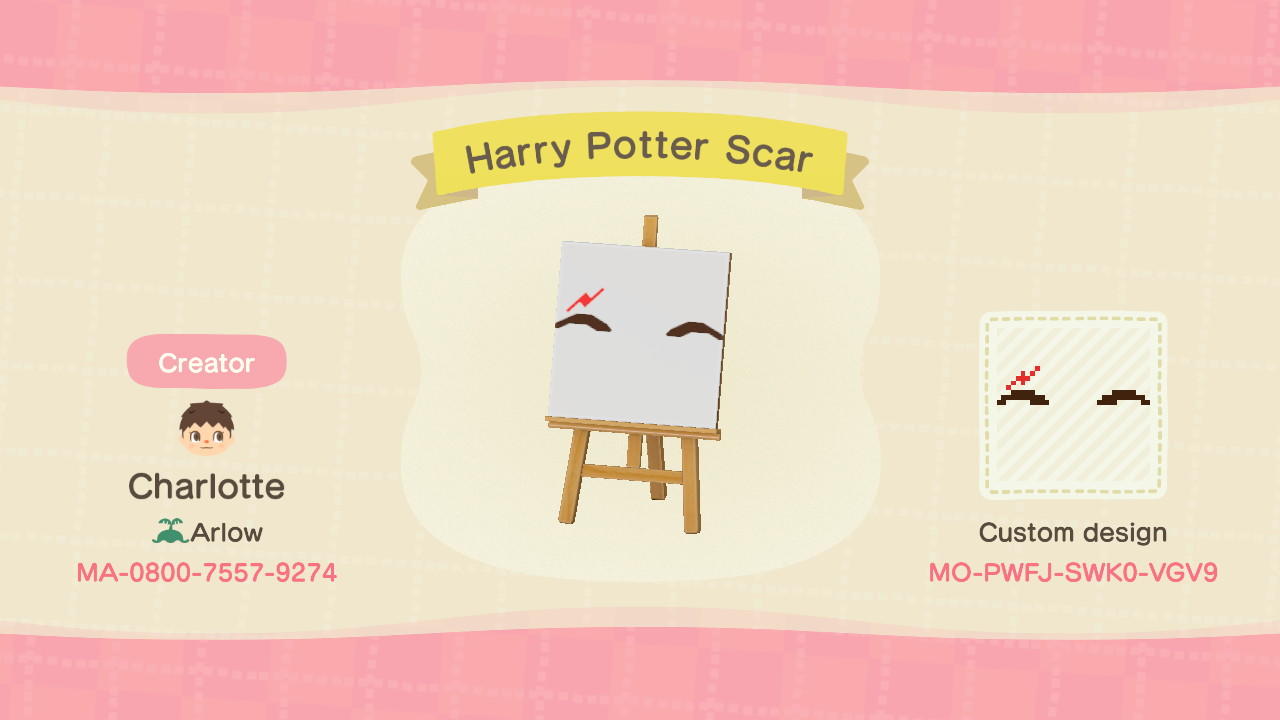 Harry Potter Scar
Creator
Charlotte
Arlow
MA-0800-7557-9274
Custom design
MO-PWFJ-SWK0-VGV9